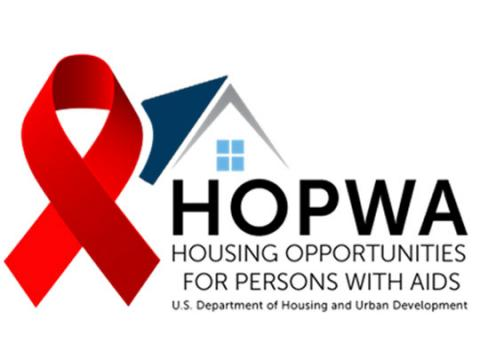 HOPWA
HOUSING OPPORTUNITIES
FOR PERSONS WITH AIDS
U.S. Department of Housing and Urban Development